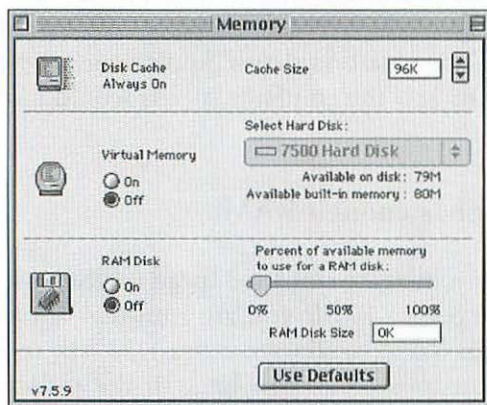 Memory
Disk Cache
Always On
Cache Size
96K
Select Hard Disk:
Virtual Memory
7500 Hard Disk
On
Off
Available on disk: 79M
Available built-in memory: 80M
RAM Disk
Percent of available memory
to use for a RAM disk:
On
Off
0% 50% 100%
RAM Disk Size 0K
Use Defaults
v7.5.9